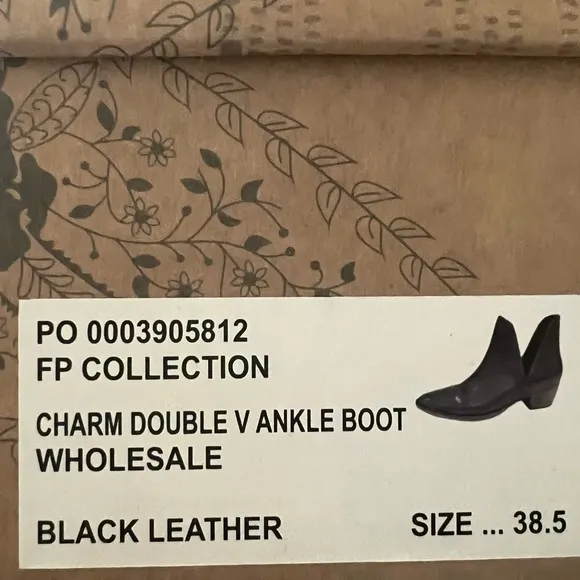 PO 0003905812
FP COLLECTION
CHARM DOUBLE V ANKLE BOOT
WHOLESALE
BLACK LEATHER SIZE ... 38.5